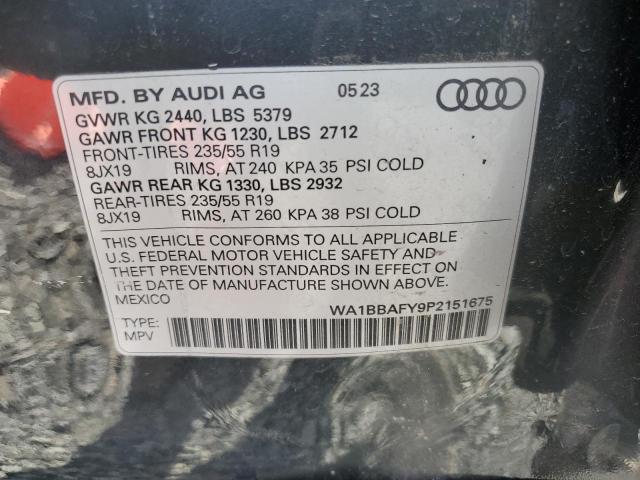 MFD. BY AUDI AG 05 23
GVWR KG 2440, LBS 5379
GAWR FRONT KG 1230, LBS 2712
FRONT-TIRES 235/55 R19
8JX19 RIMS, AT 240 KPA 35 PSI COLD
GAWR REAR KG 1330, LBS 2932
REAR-TIRES 235/55 R19
8JX19 RIMS, AT 260 KPA 38 PSI COLD
THIS VEHICLE CONFORMS TO ALL APPLICABLE
U.S. FEDERAL MOTOR VEHICLE SAFETY AND
THEFT PREVENTION STANDARDS IN EFFECT ON
THE DATE OF MANUFACTURE SHOWN ABOVE.
MEXICO
WA1BBAFY9P2151675
TYPE:
MPV